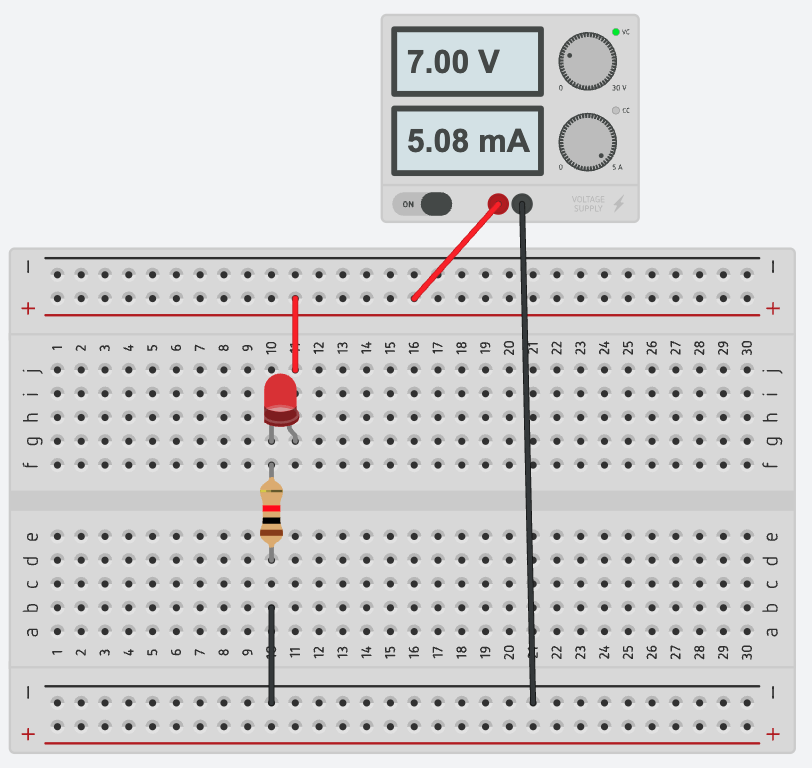 7.00 V
VC
0 30 V
5.08 mA
CC
0 5 A
ON
VOLTAGE
SUPPLY
− −
+ +
1 2 3 4 5 6 7 8 9 10 11 12 13 14 15 16 17 18 19 20 21 22 23 24 25 26 27 28 29 30
j j
i i
h h
g g
f f
e e
d d
c c
b b
a a
1 2 3 4 5 6 7 8 9 10 11 12 13 14 15 16 17 18 19 20 21 22 23 24 25 26 27 28 29 30
− −
+ +